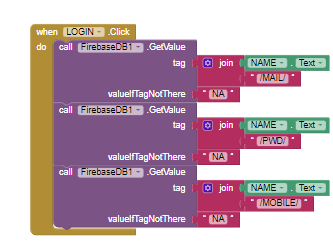 when LOGIN .Click
do call FirebaseDB1 .GetValue
tag join NAME . Text
" /MAIL/ "
valueIfTagNotThere " NA "
call FirebaseDB1 .GetValue
tag join NAME . Text
" /PWD/ "
valueIfTagNotThere " NA "
call FirebaseDB1 .GetValue
tag join NAME . Text
" /MOBILE/ "
valueIfTagNotThere " NA "